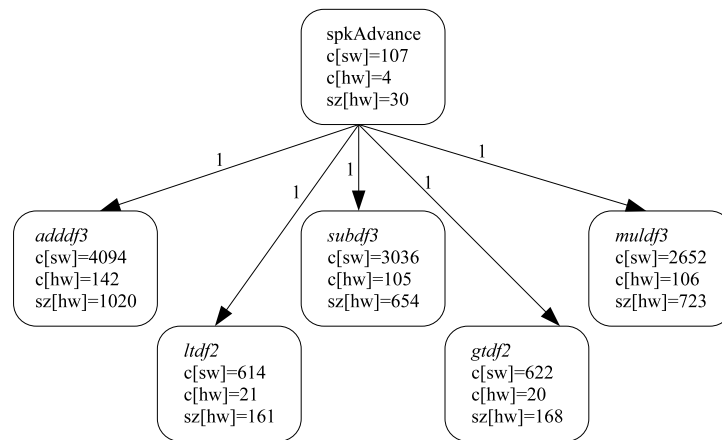 spkAdvance
c[sw]=107
c[hw]=4
sz[hw]=30
1
1
1
1
1
adddf3
c[sw]=4094
c[hw]=142
sz[hw]=1020
subdf3
c[sw]=3036
c[hw]=105
sz[hw]=654
muldf3
c[sw]=2652
c[hw]=106
sz[hw]=723
ltdf2
c[sw]=614
c[hw]=21
sz[hw]=161
gtdf2
c[sw]=622
c[hw]=20
sz[hw]=168